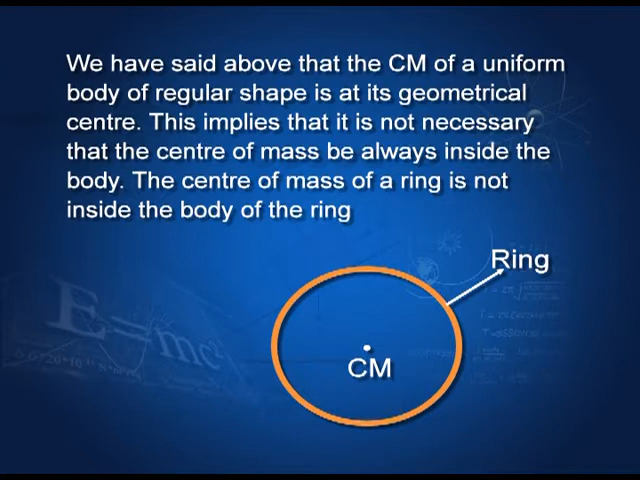 We have said above that the CM of a uniform
body of regular shape is at its geometrical
centre. This implies that it is not necessary
that the centre of mass be always inside the
body. The centre of mass of a ring is not
inside the body of the ring
Ring
CM
E=mc²